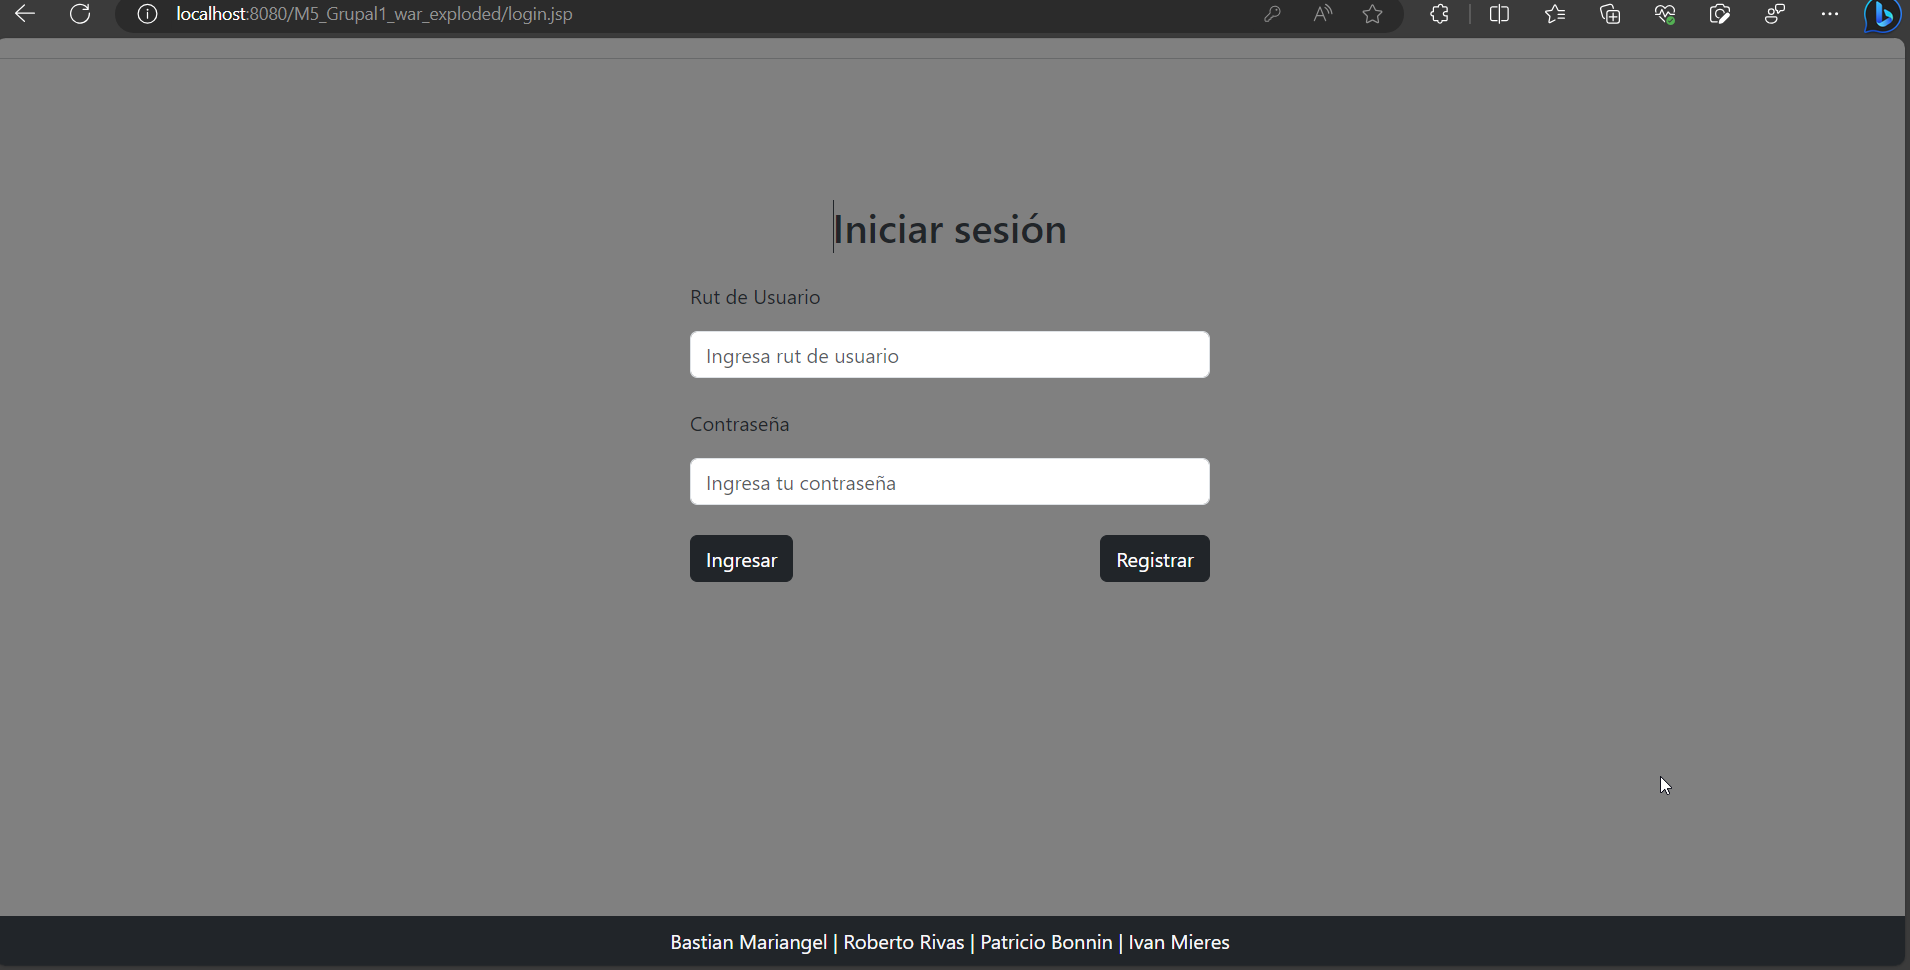 localhost:8080/M5_Grupal1_war_exploded/login.jsp
Iniciar sesión
Rut de Usuario
Ingresa rut de usuario
Contraseña
Ingresa tu contraseña
Ingresar Registrar
Bastian Mariangel | Roberto Rivas | Patricio Bonnin | Ivan Mieres